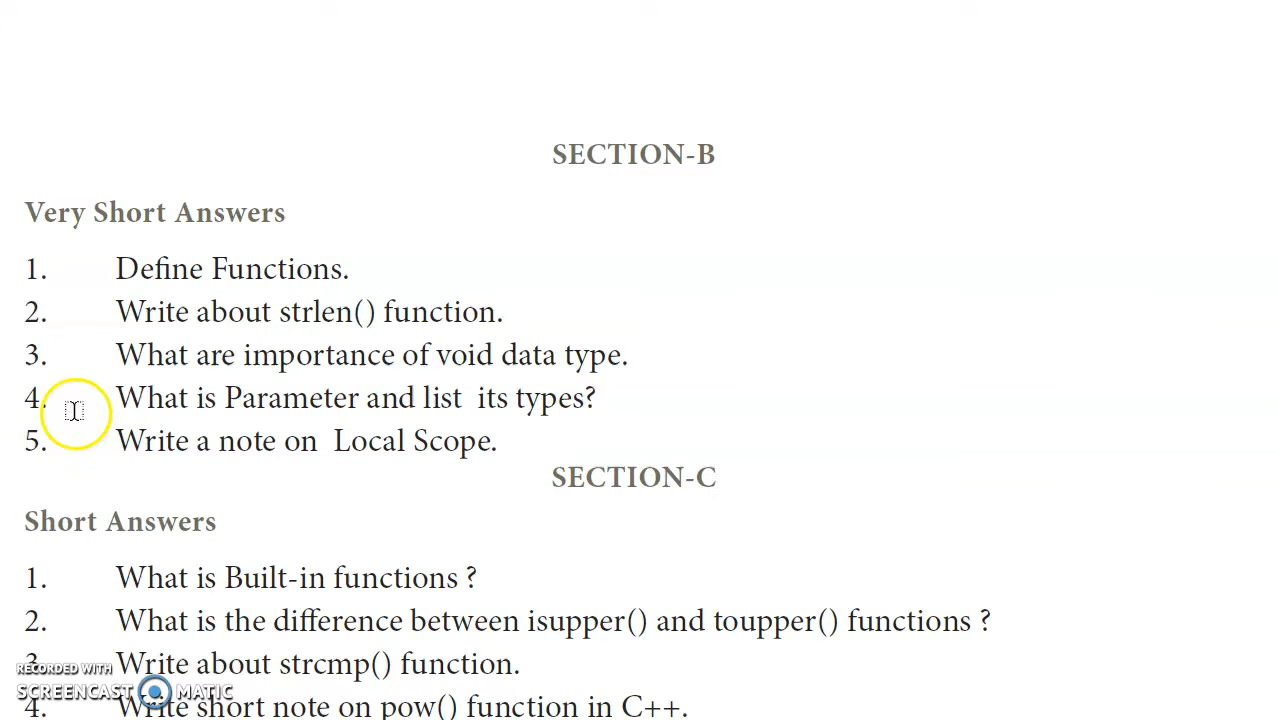 SECTION-B
Very Short Answers
1. Define Functions.
2. Write about strlen() function.
3. What are importance of void data type.
4. What is Parameter and list its types?
5. Write a note on Local Scope.
SECTION-C
Short Answers
1. What is Built-in functions ?
2. What is the difference between isupper() and toupper() functions ?
3. Write about strcmp() function.
RECORDED WITH
SCREENCAST MATIC
4. Write short note on pow() function in C++.